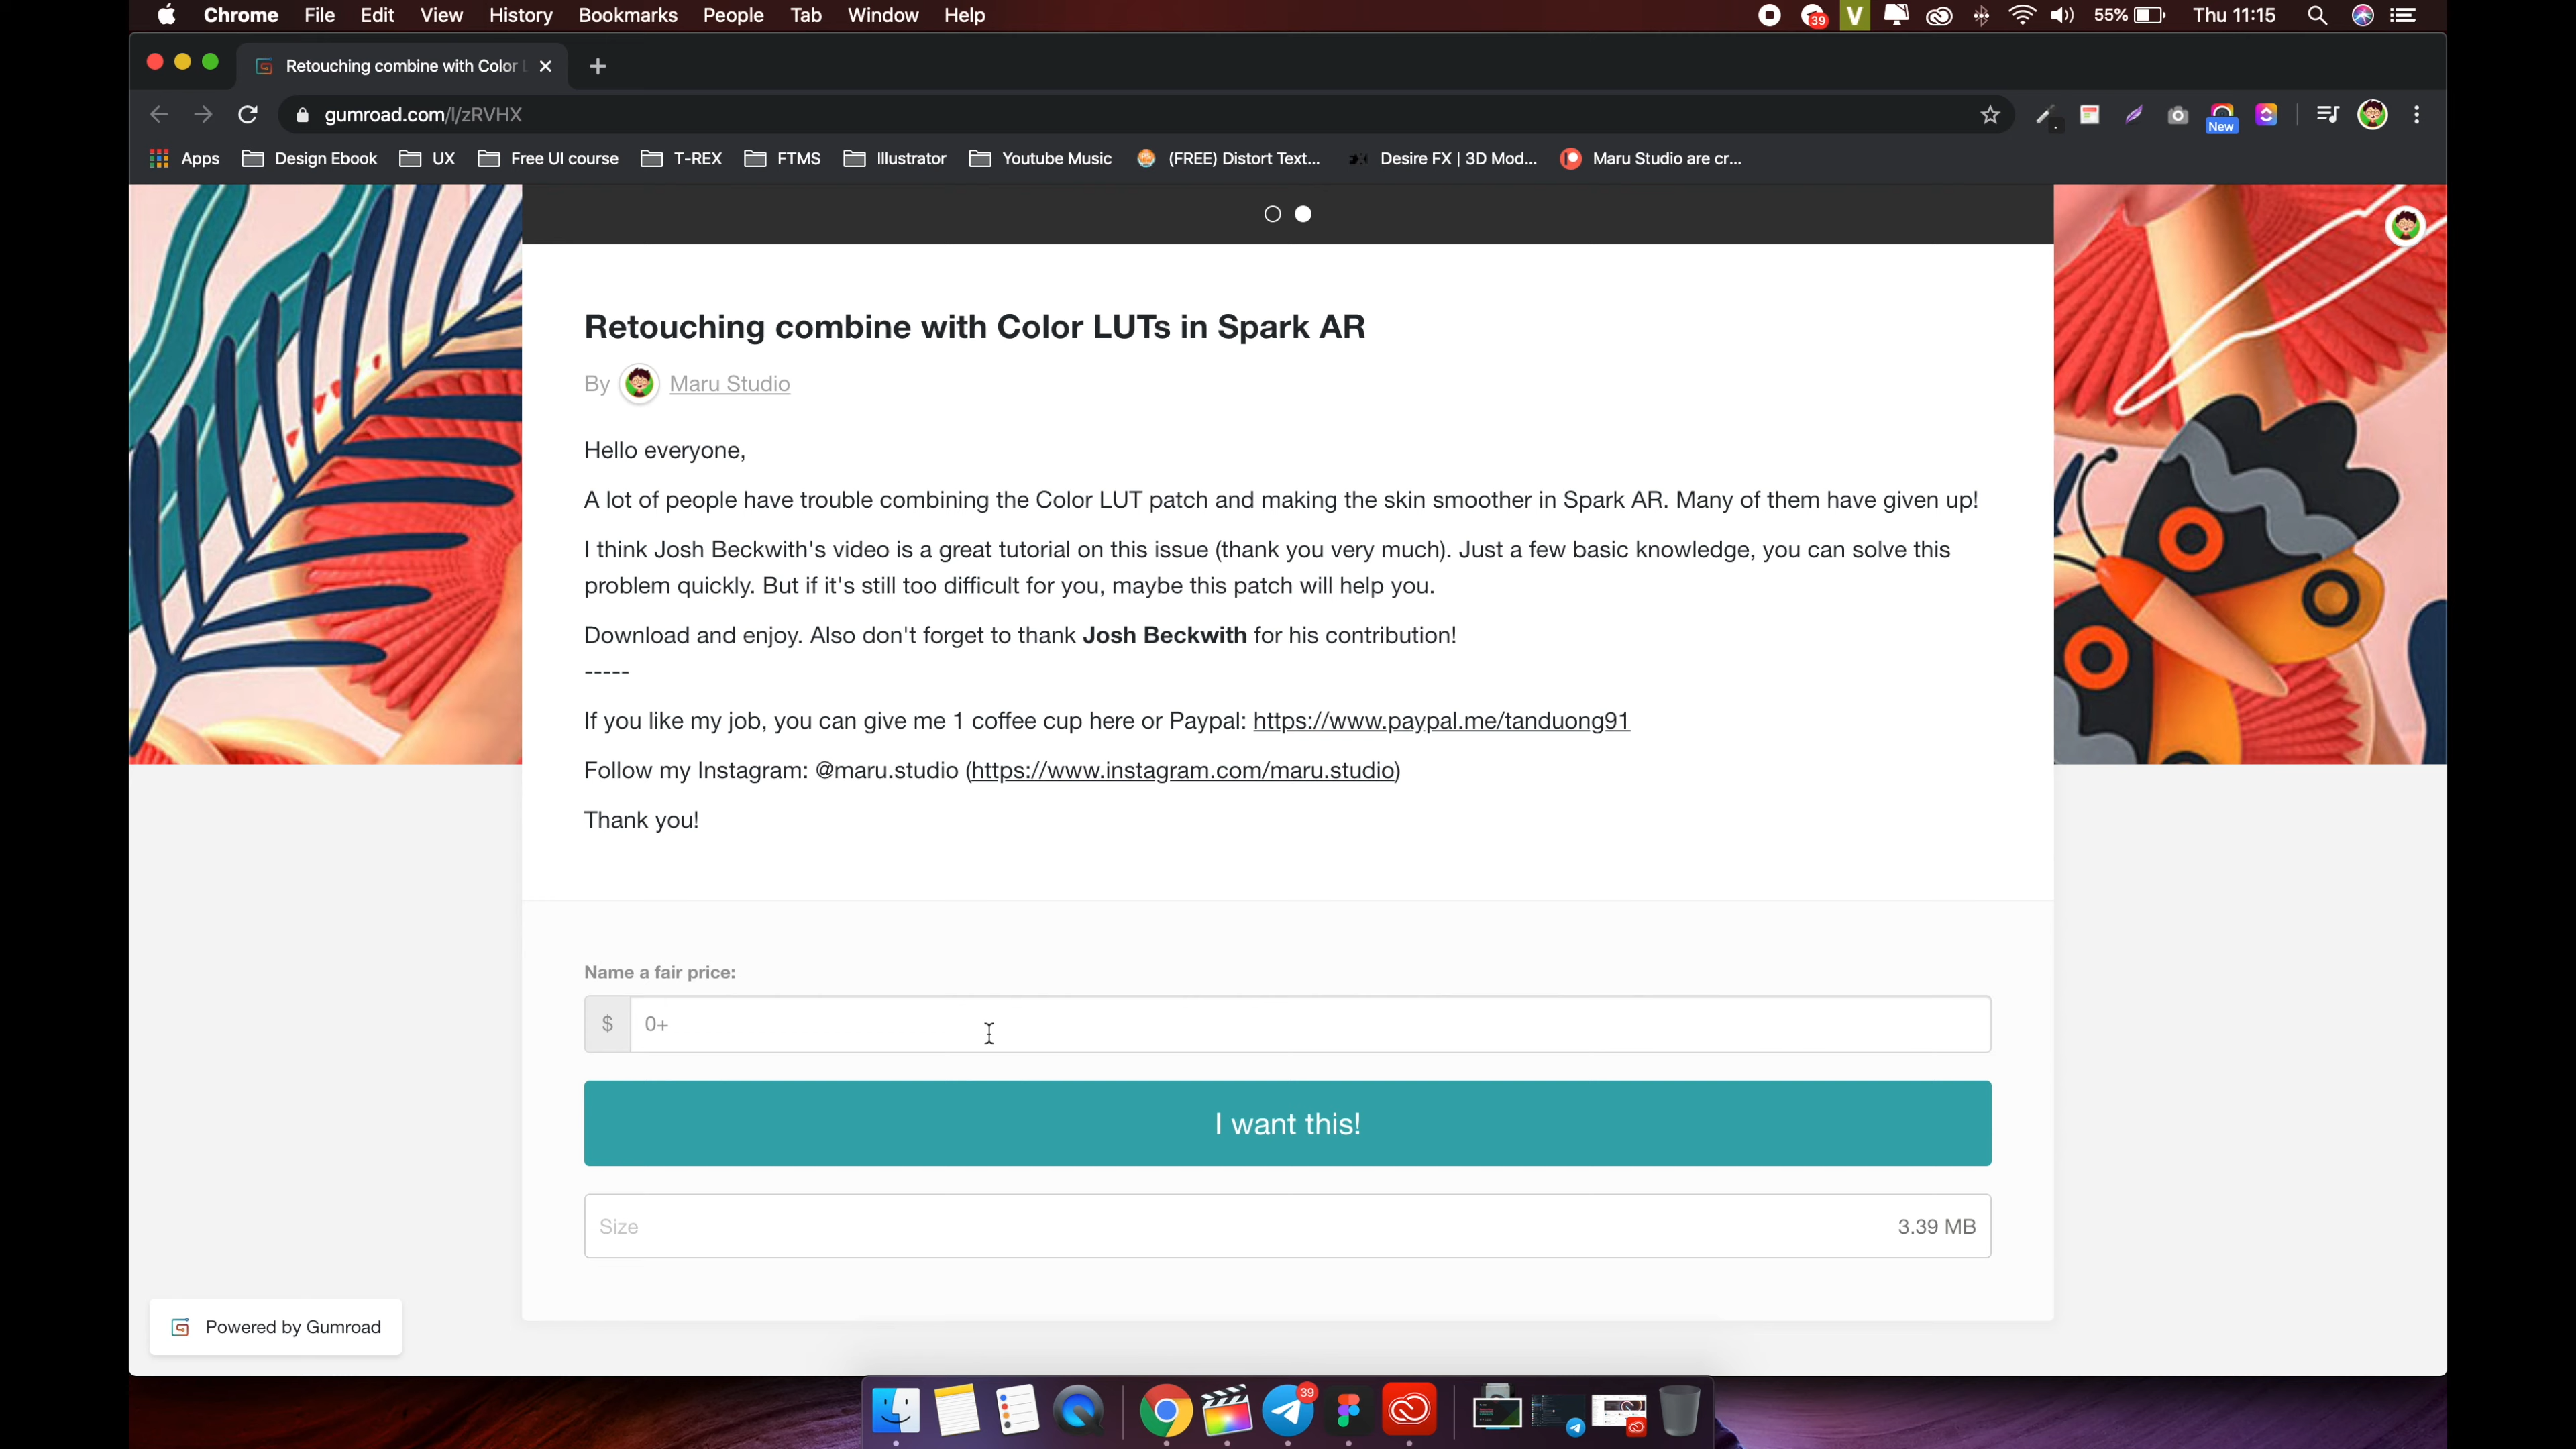 Chrome File Edit View History Bookmarks People Tab Window Help
39 V 55% Thu 11:15
Retouching combine with Color L
gumroad.com/l/zRVHX
New
Apps Design Ebook UX Free UI course T-REX FTMS Illustrator Youtube Music (FREE) Distort Text... Desire FX | 3D Mod... Maru Studio are cr...
Retouching combine with Color LUTs in Spark AR
By Maru Studio
Hello everyone,
A lot of people have trouble combining the Color LUT patch and making the skin smoother in Spark AR. Many of them have given up!
I think Josh Beckwith's video is a great tutorial on this issue (thank you very much). Just a few basic knowledge, you can solve this
problem quickly. But if it's still too difficult for you, maybe this patch will help you.
Download and enjoy. Also don't forget to thank Josh Beckwith for his contribution!
-----
If you like my job, you can give me 1 coffee cup here or Paypal: https://www.paypal.me/tanduong91
Follow my Instagram: @maru.studio (https://www.instagram.com/maru.studio)
Thank you!
Name a fair price:
$ 0+
I want this!
Size 3.39 MB
Powered by Gumroad
39